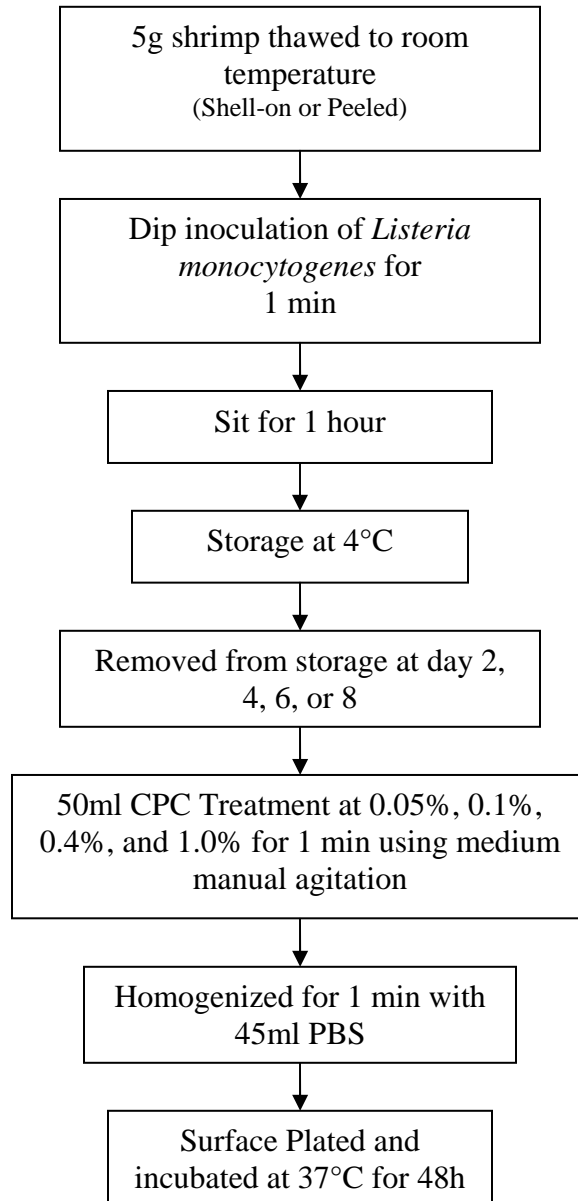 5g shrimp thawed to room
temperature
(Shell-on or Peeled)
Dip inoculation of Listeria
monocytogenes for
1 min
Sit for 1 hour
Storage at 4°C
Removed from storage at day 2,
4, 6, or 8
50ml CPC Treatment at 0.05%, 0.1%,
0.4%, and 1.0% for 1 min using medium
manual agitation
Homogenized for 1 min with
45ml PBS
Surface Plated and
incubated at 37°C for 48h